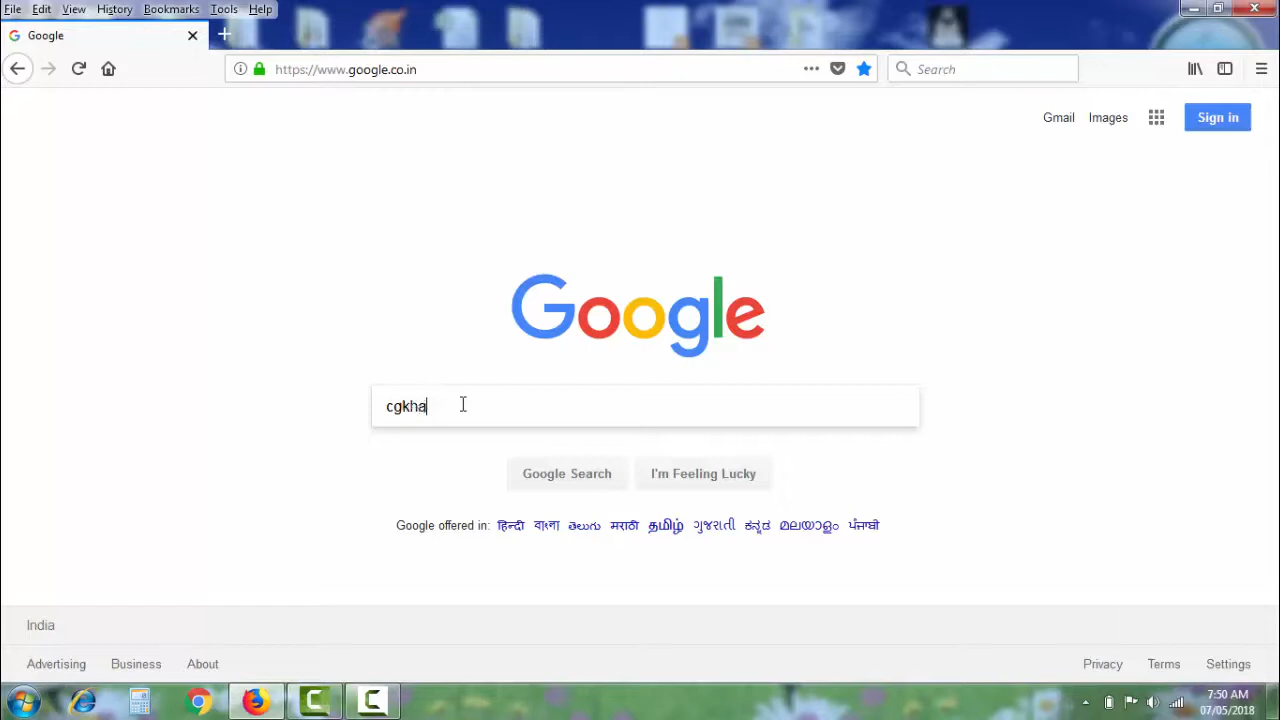 File Edit View History Bookmarks Tools Help
Google
https://www.google.co.in
Search
Gmail Images Sign in
Google
cgkha
Google Search I'm Feeling Lucky
Google offered in: हिन्दी বাংলা తెలుగు मराठी தமிழ் ગુજરાતી ಕನ್ನಡ മലയാളം ਪੰਜਾਬੀ
India
Advertising Business About Privacy Terms Settings
7:50 AM
07/05/2018